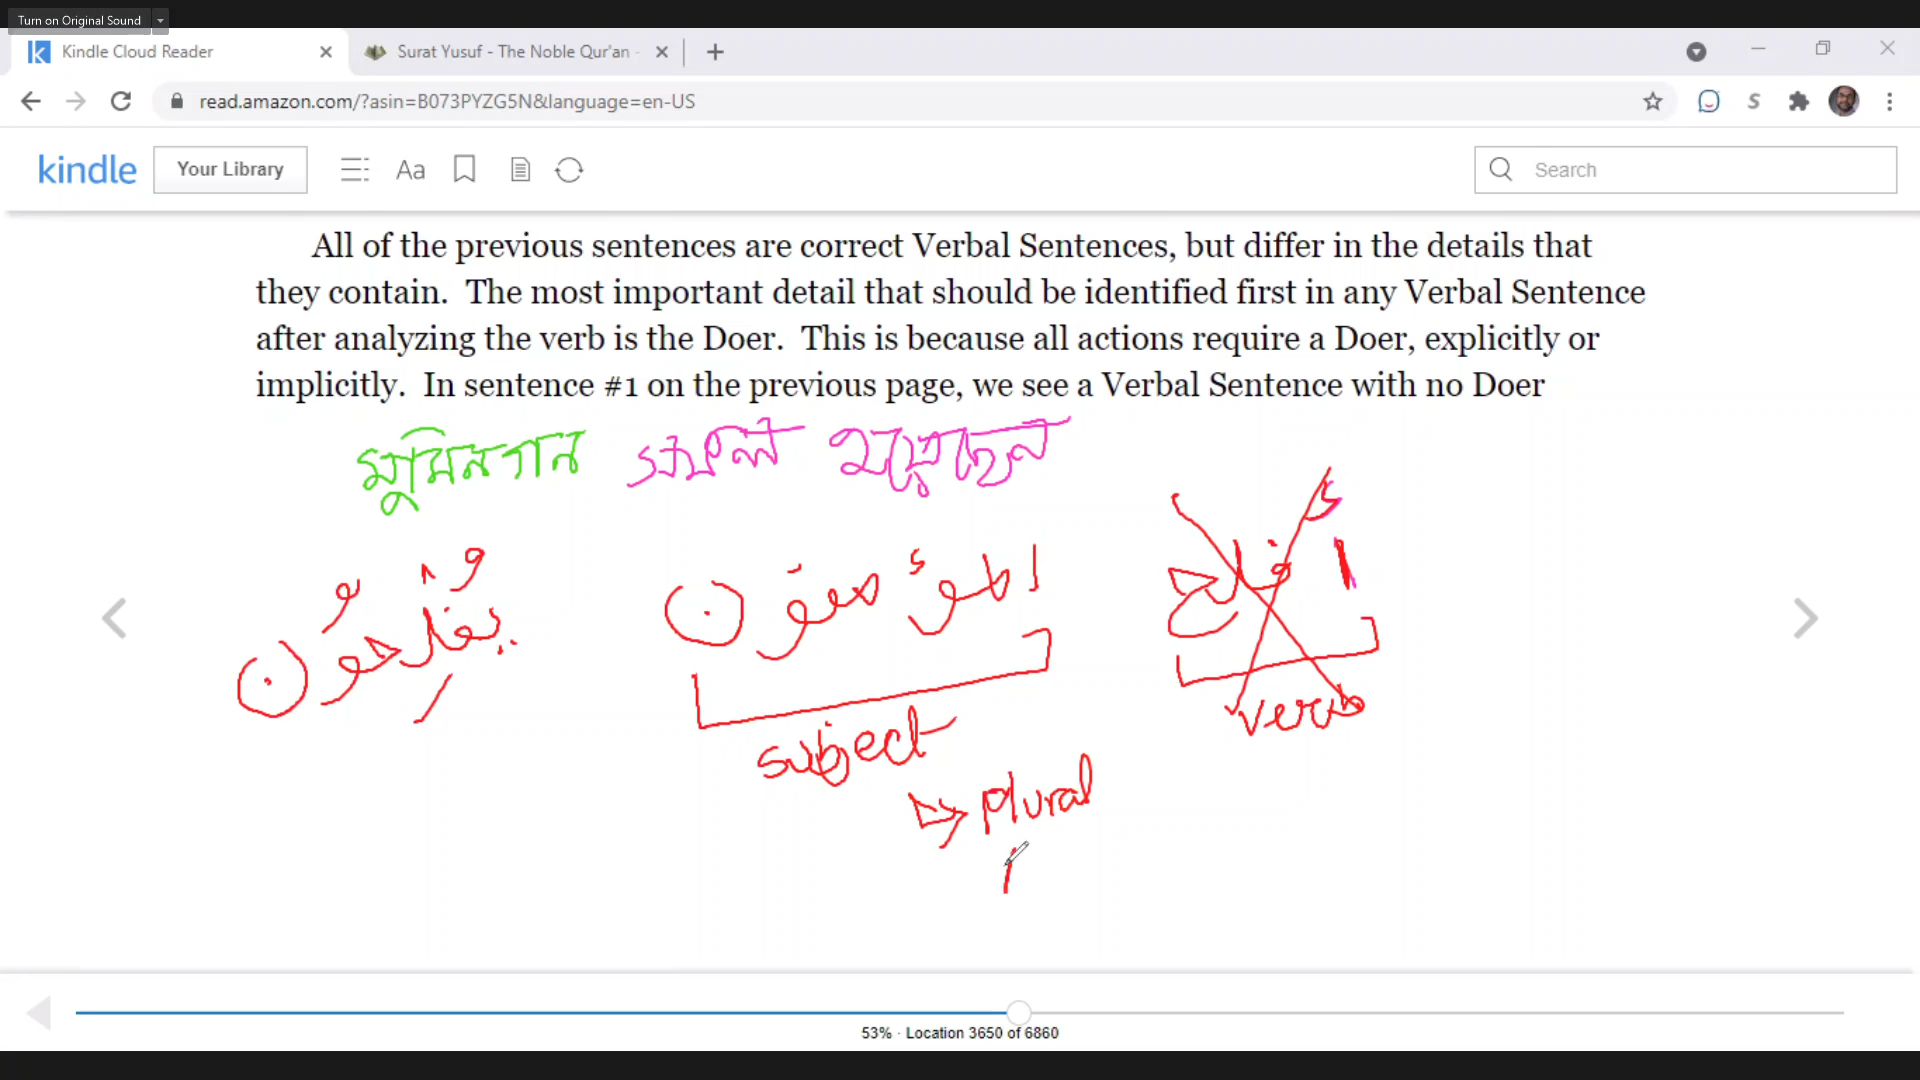 Turn on Original Sound
Kindle Cloud Reader
Surat Yusuf - The Noble Qur'an -
read.amazon.com/?asin=B073PYZG5N&language=en-US
kindle
Your Library
Aa
Search
All of the previous sentences are correct Verbal Sentences, but differ in the details that
they contain. The most important detail that should be identified first in any Verbal Sentence
after analyzing the verb is the Doer. This is because all actions require a Doer, explicitly or
implicitly. In sentence #1 on the previous page, we see a Verbal Sentence with no Doer
মুমিনগান সফল হয়েছেন
المؤمنون
يفلحون
verb
subject
Plural
53% · Location 3650 of 6860